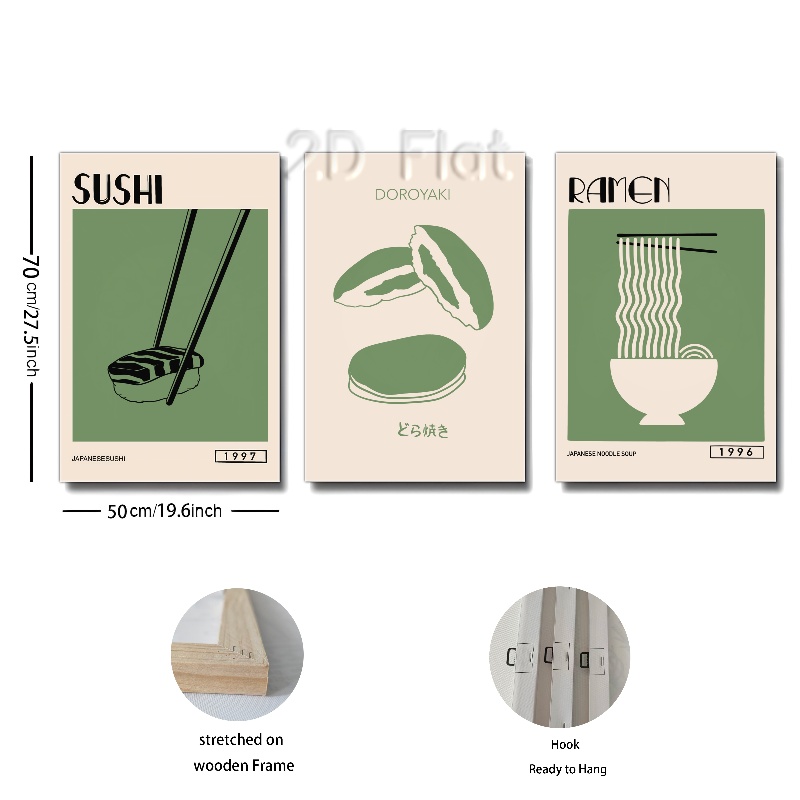 2D Flat
SUSHI
DOROYAKI
RAMEN
70 cm/27.5inch
どら焼き
JAPANESESUSHI
1997
JAPANESE NOODLE SOUP
1996
50cm/19.6inch
stretched on
wooden Frame
Hook
Ready to Hang